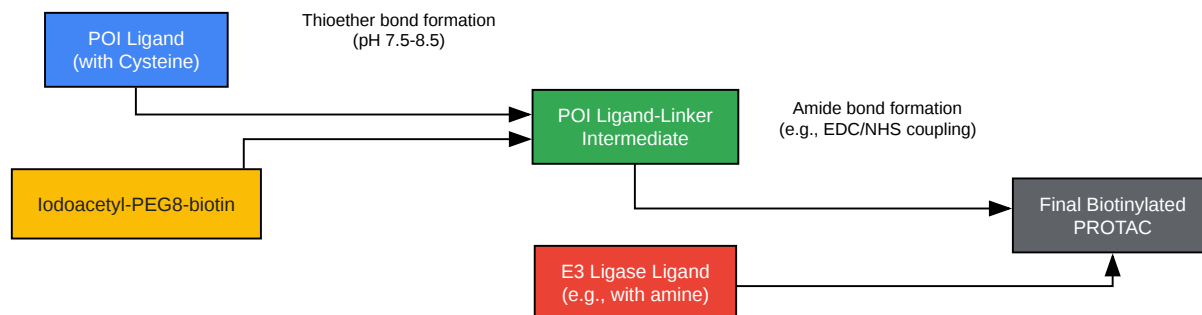 POI Ligand
(with Cysteine)
Thioether bond formation
(pH 7.5-8.5)
Iodoacetyl-PEG8-biotin
POI Ligand-Linker
Intermediate
Amide bond formation
(e.g., EDC/NHS coupling)
E3 Ligase Ligand
(e.g., with amine)
Final Biotinylated
PROTAC